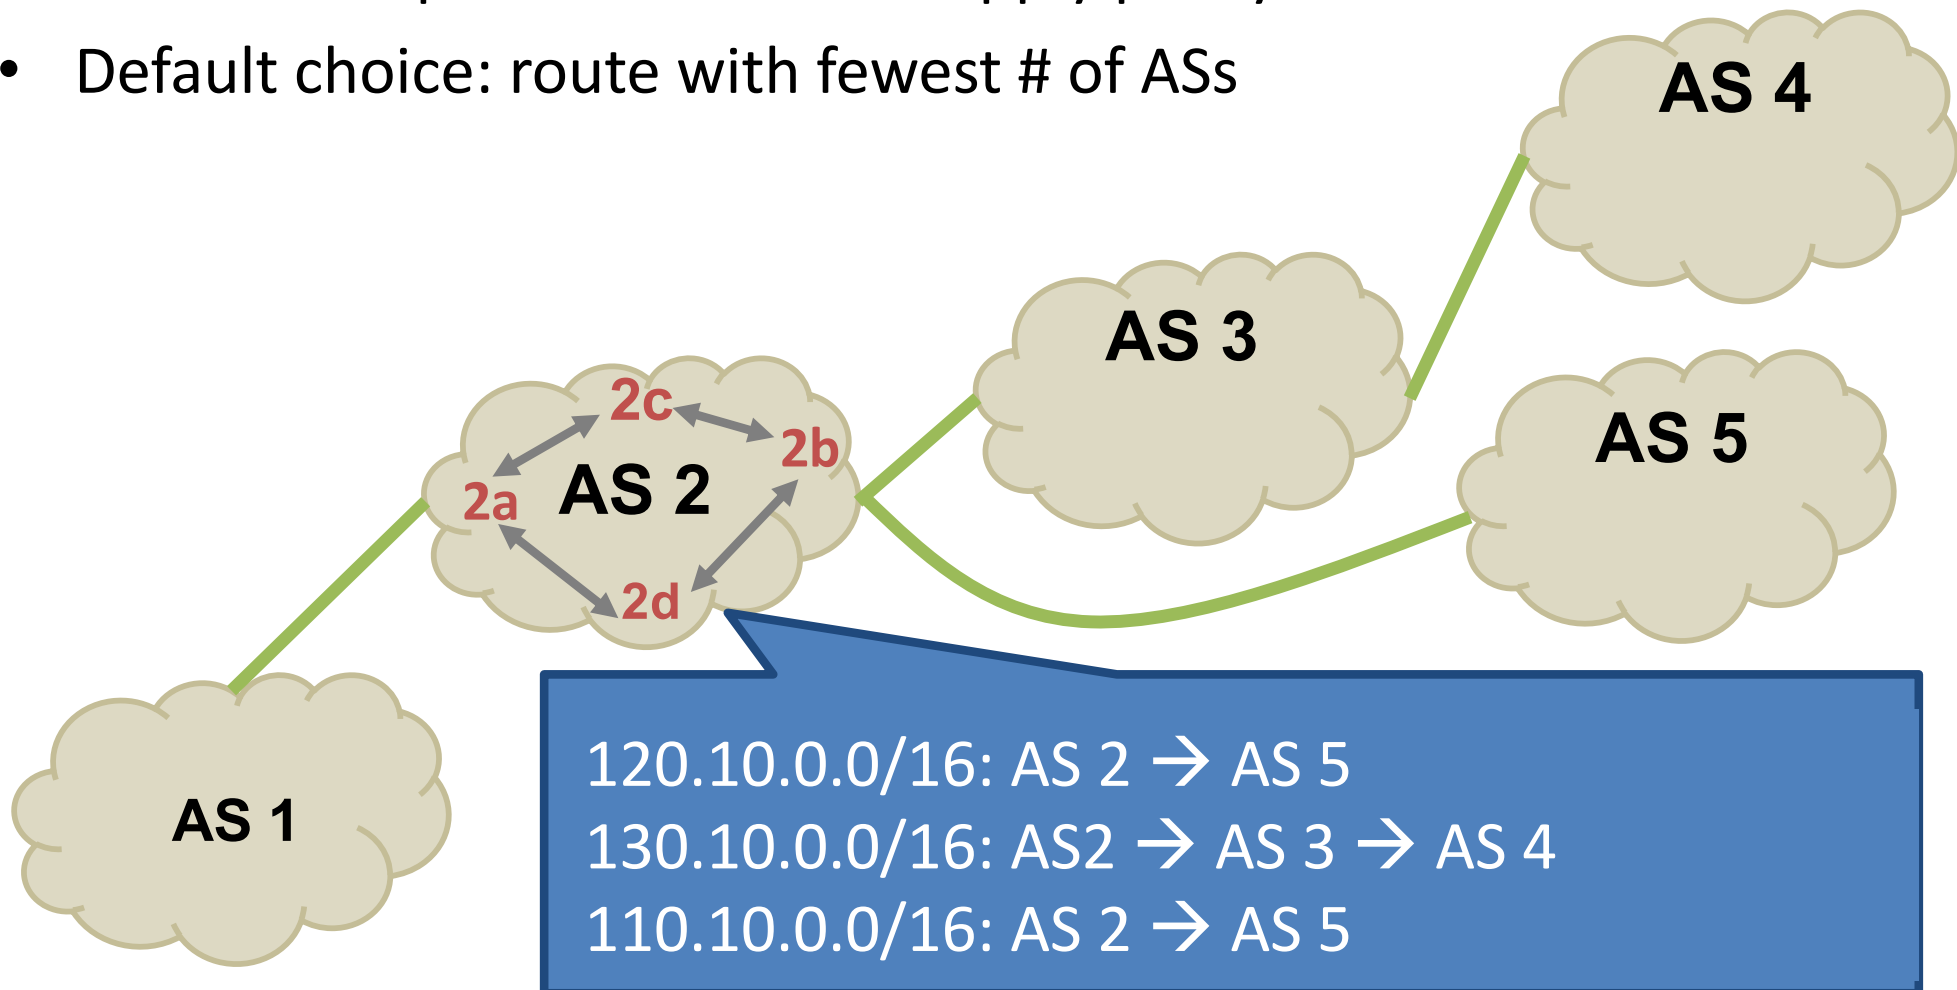 • Default choice: route with fewest # of ASs
AS 4
AS 3
AS 5
2c
2b
AS 2
2a
2d
AS 1
120.10.0.0/16: AS 2 → AS 5
130.10.0.0/16: AS2 → AS 3 → AS 4
110.10.0.0/16: AS 2 → AS 5